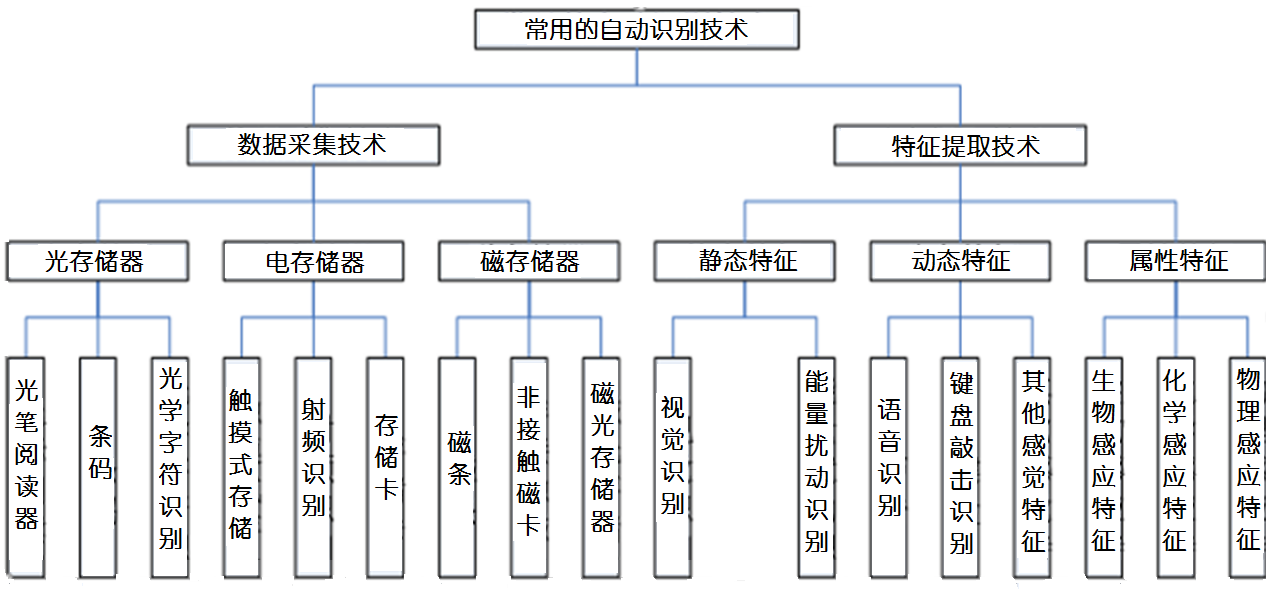 常用的自动识别技术
数据采集技术
特征提取技术
光存储器
电存储器
磁存储器
静态特征
动态特征
属性特征
光笔阅读器
条码
光学字符识别
触摸式存储
射频识别
存储卡
磁条
非接触磁卡
磁光存储器
视觉识别
能量扰动识别
语音识别
键盘敲击识别
其他感觉特征
生物感应特征
化学感应特征
物理感应特征